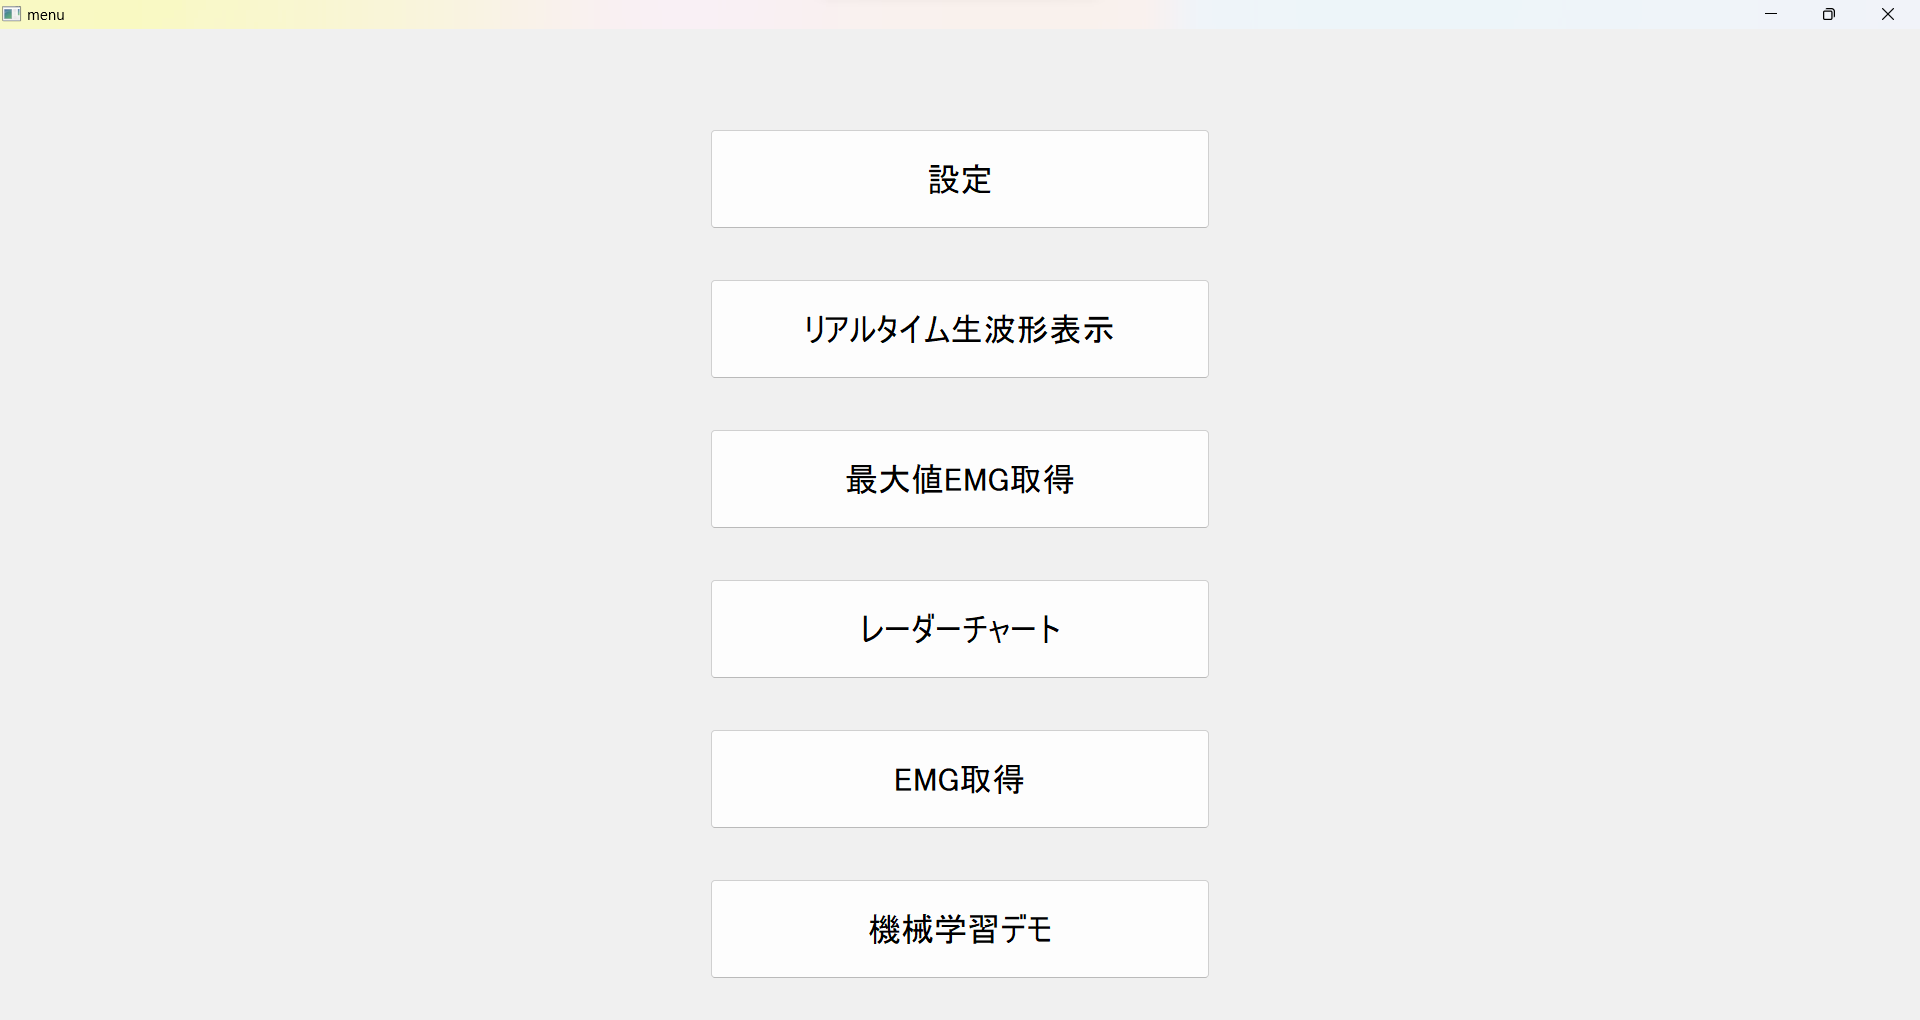 menu
設定
リアルタイム生波形表示
最大値EMG取得
レーダーチャート
EMG取得
機械学習デモ